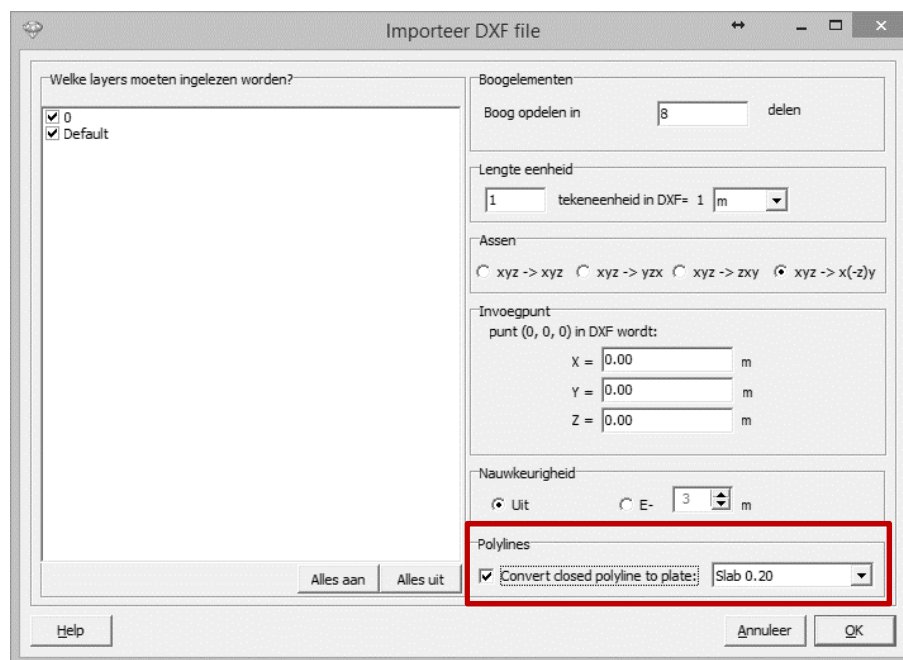 Importeer DXF file
Welke layers moeten ingelezen worden?
0
Default
Alles aan Alles uit
Boogelementen
Boog opdelen in 8 delen
Lengte eenheid
1 tekeneenheid in DXF= 1 m
Assen
xyz -> xyz xyz -> yzx xyz -> zxy xyz -> x(-z)y
Invoegpunt
punt (0, 0, 0) in DXF wordt:
X = 0.00 m
Y = 0.00 m
Z = 0.00 m
Nauwkeurigheid
Uit E- 3 m
Polylines
Convert closed polyline to plate: Slab 0.20
Help Annuleer OK